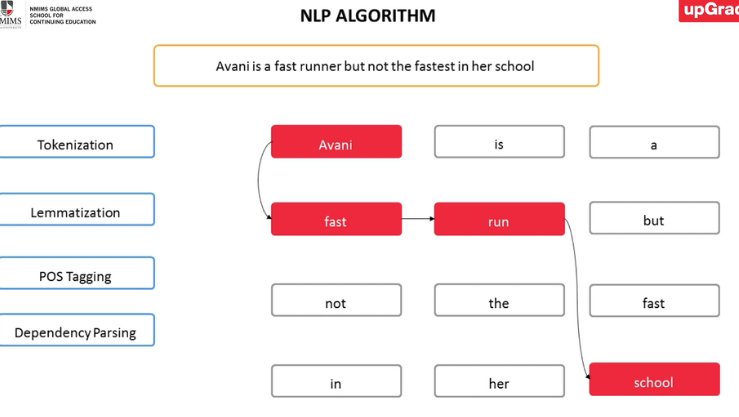 NMIMS GLOBAL ACCESS
SCHOOL FOR
CONTINUING EDUCATION
NLP ALGORITHM
upGrad
Avani is a fast runner but not the fastest in her school
Tokenization
Avani
is
a
Lemmatization
fast
run
but
POS Tagging
not
the
fast
Dependency Parsing
in
her
school